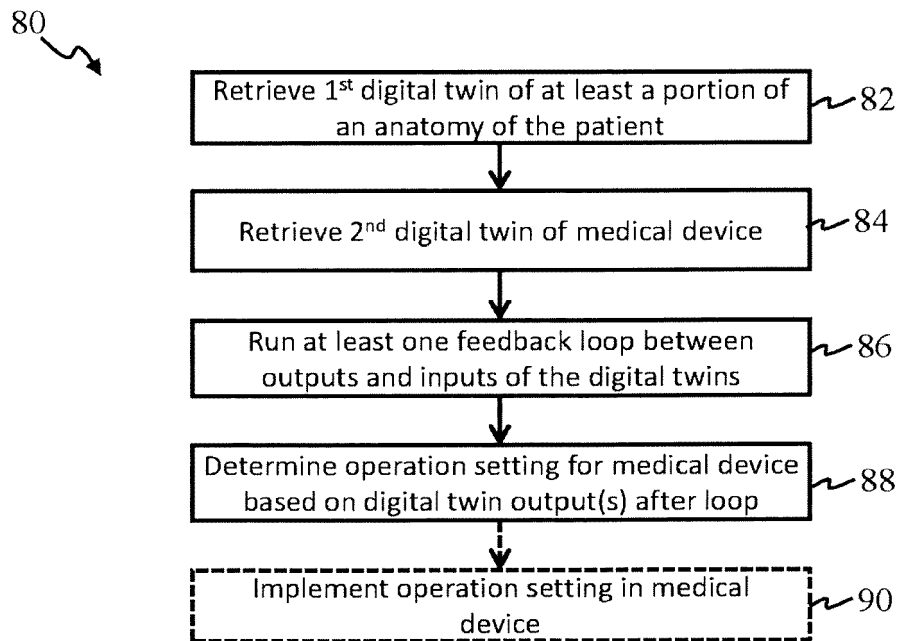 80
Retrieve 1st digital twin of at least a portion of
an anatomy of the patient
82
Retrieve 2nd digital twin of medical device
84
Run at least one feedback loop between
outputs and inputs of the digital twins
86
Determine operation setting for medical device
based on digital twin output(s) after loop
88
Implement operation setting in medical
device
90